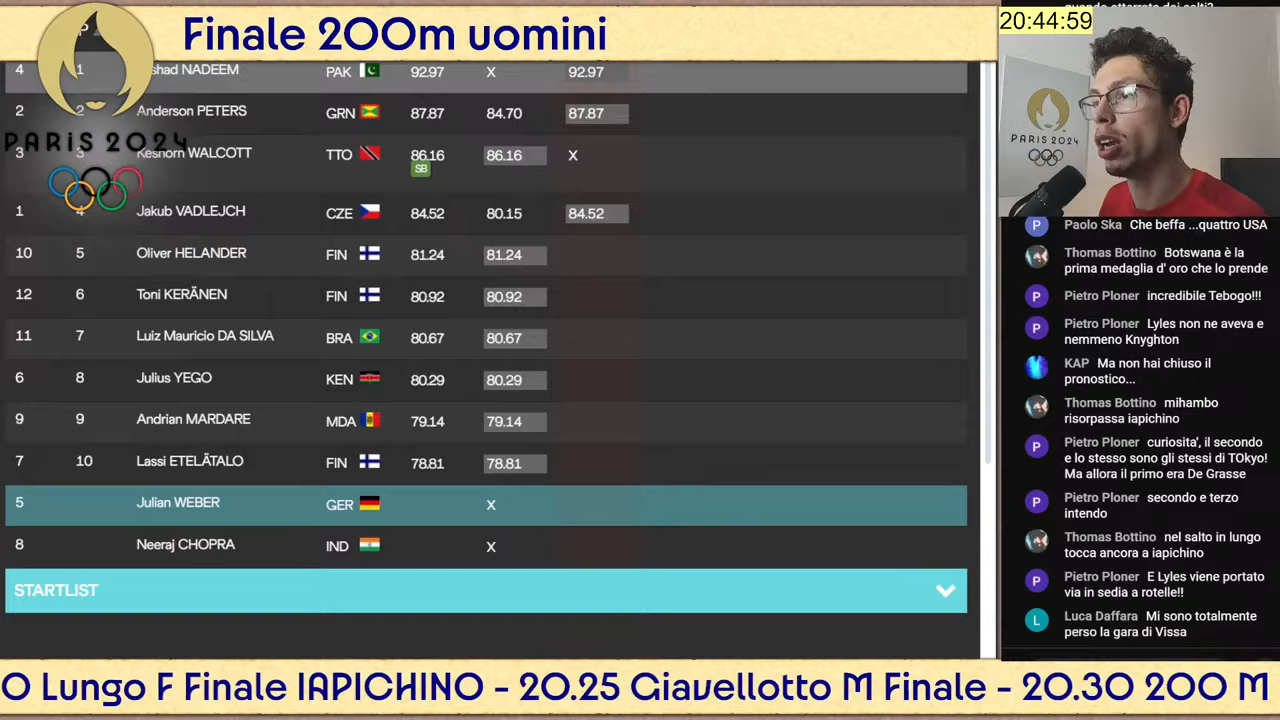 Finale 200m uomini
PARIS 2024
4 1 shad NADEEM PAK 92.97 X 92.97
2 2 Anderson PETERS GRN 87.87 84.70 87.87
3 3 Keshorn WALCOTT TTO 86.16 86.16 X
SB
1 4 Jakub VADLEJCH CZE 84.52 80.15 84.52
10 5 Oliver HELANDER FIN 81.24 81.24
12 6 Toni KERÄNEN FIN 80.92 80.92
11 7 Luiz Mauricio DA SILVA BRA 80.67 80.67
6 8 Julius YEGO KEN 80.29 80.29
9 9 Andrian MARDARE MDA 79.14 79.14
7 10 Lassi ETELÄTALO FIN 78.81 78.81
5 Julian WEBER GER X
8 Neeraj CHOPRA IND X
STARTLIST
20:44:59
PARIS 2024
P Paolo Ska Che beffa ...quattro USA
Thomas Bottino Botswana è la
prima medaglia d' oro che lo prende
P Pietro Ploner incredibile Tebogo!!!
P Pietro Ploner Lyles non ne aveva e
nemmeno Knyghton
KAP Ma non hai chiuso il
pronostico...
Thomas Bottino mihambo
risorpassa iapichino
P Pietro Ploner curiosita', il secondo
e lo stesso sono gli stessi di TOkyo!
Ma allora il primo era De Grasse
P Pietro Ploner secondo e terzo
intendo
Thomas Bottino nel salto in lungo
tocca ancora a iapichino
P Pietro Ploner E Lyles viene portato
via in sedia a rotelle!!
L Luca Daffara Mi sono totalmente
perso la gara di Vissa
O Lungo F Finale IAPICHINO - 20.25 Giavellotto M Finale - 20.30 200 M